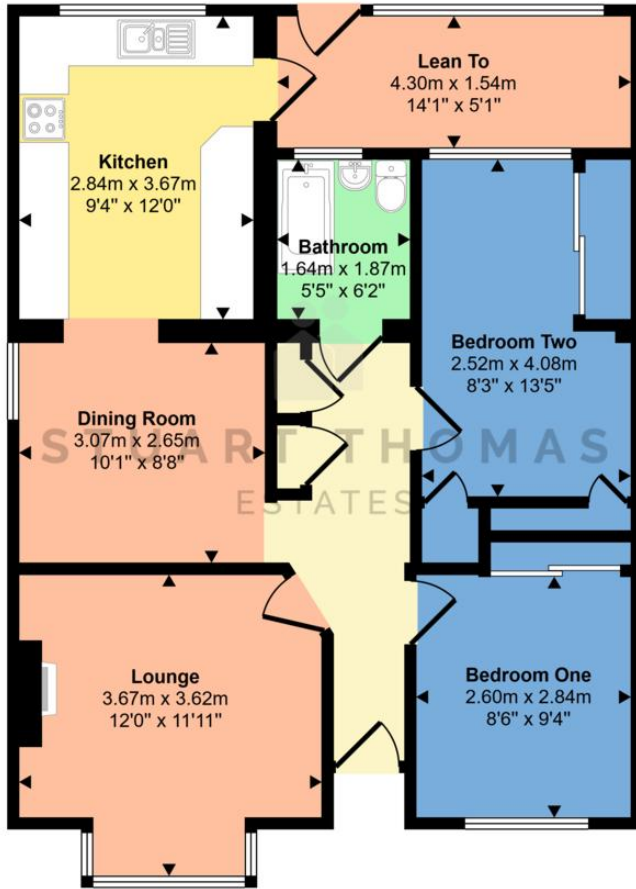 Lean To
4.30m x 1.54m
14'1" x 5'1"
Kitchen
2.84m x 3.67m
9'4" x 12'0"
Bathroom
1.64m x 1.87m
5'5" x 6'2"
Bedroom Two
2.52m x 4.08m
8'3" x 13'5"
Dining Room
3.07m x 2.65m
10'1" x 8'8"
STUART THOMAS
ESTATES
Lounge
3.67m x 3.62m
12'0" x 11'11"
Bedroom One
2.60m x 2.84m
8'6" x 9'4"